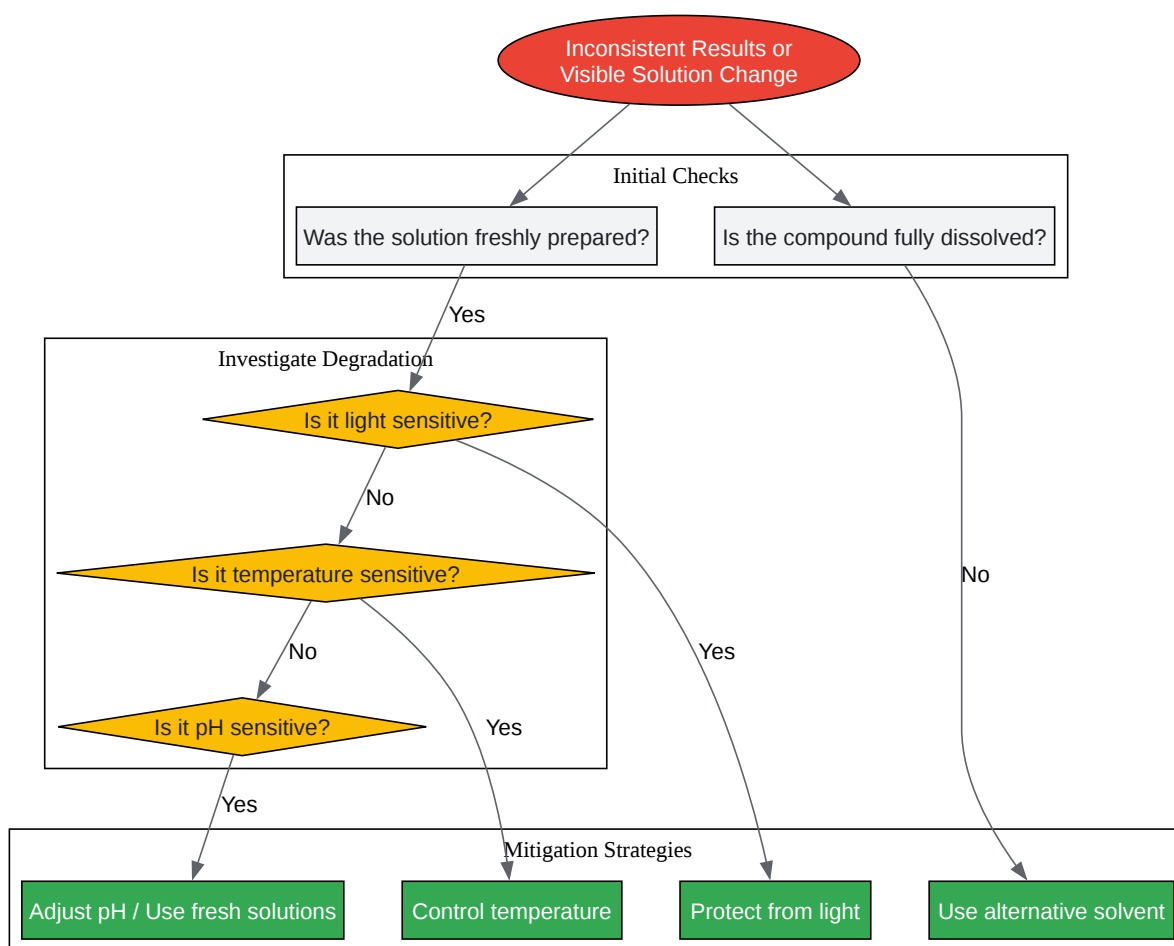 Inconsistent Results or
Visible Solution Change
Initial Checks
Was the solution freshly prepared?
Is the compound fully dissolved?
Yes
Investigate Degradation
Is it light sensitive?
No
Is it temperature sensitive?
No
No
Yes
Is it pH sensitive?
Yes
Yes
Mitigation Strategies
Adjust pH / Use fresh solutions
Control temperature
Protect from light
Use alternative solvent